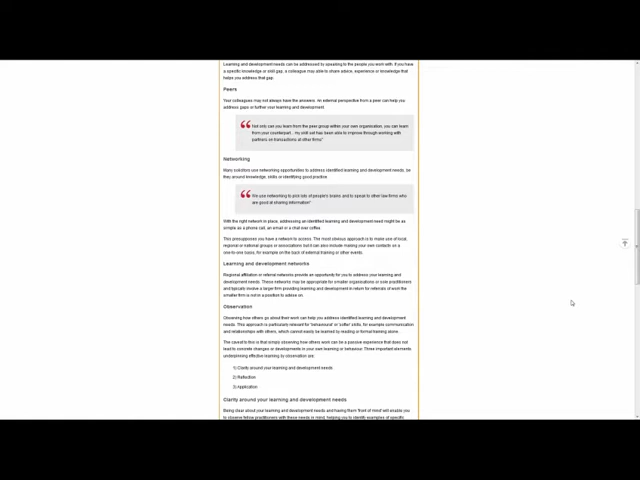 Learning and development needs can be addressed by speaking to the people you work with. If you have
a specific knowledge or skill gap, a colleague may able to share advice, experience or knowledge that
helps you address that gap.
Peers
Your colleagues may not always have the answers. An external perspective from a peer can help you
address gaps or further your learning and development.
Not only can you learn from the peer group within your own organisation, you can learn
from your counterpart... my skill set has been able to improve through working with
partners on transactions at other firms"
Networking
Many solicitors use networking opportunities to address identified learning and development needs, be
they around knowledge, skills or identifying good practice.
We use networking to pick lots of people's brains and to speak to other law firms who
are good at sharing information"
With the right network in place, addressing an identified learning and development need might be as
simple as a phone call, an email or a chat over coffee.
This presupposes you have a network to access. The most obvious approach is to make use of local,
regional or national groups or associations but it can also include making your own contacts on a
one-to-one basis, for example on the back of external training or other events.
Learning and development networks
Regional affiliation or referral networks provide an opportunity for you to address your learning and
development needs. These networks may be appropriate for smaller organisations or sole practitioners
and typically involve a larger firm providing learning and development in return for referrals of work the
smaller firm is not in a position to advise on.
Observation
Observing how others go about their work can help you address identified learning and development
needs. This approach is particularly relevant for 'behavioural' or 'softer' skills, for example communication
and relationships with others, which cannot easily be learned by reading or formal training alone.
The caveat to this is that simply observing how others work can be a passive experience that does not
lead to concrete changes or developments in your own learning or behaviour. Three important elements
underpinning effective learning by observation are:
1) Clarity around your learning and development needs
2) Reflection
3) Application
Clarity around your learning and development needs
Being clear about your learning and development needs and having them 'front of mind' will enable you
to observe fellow practitioners with these needs in mind, helping you to identify examples of specific